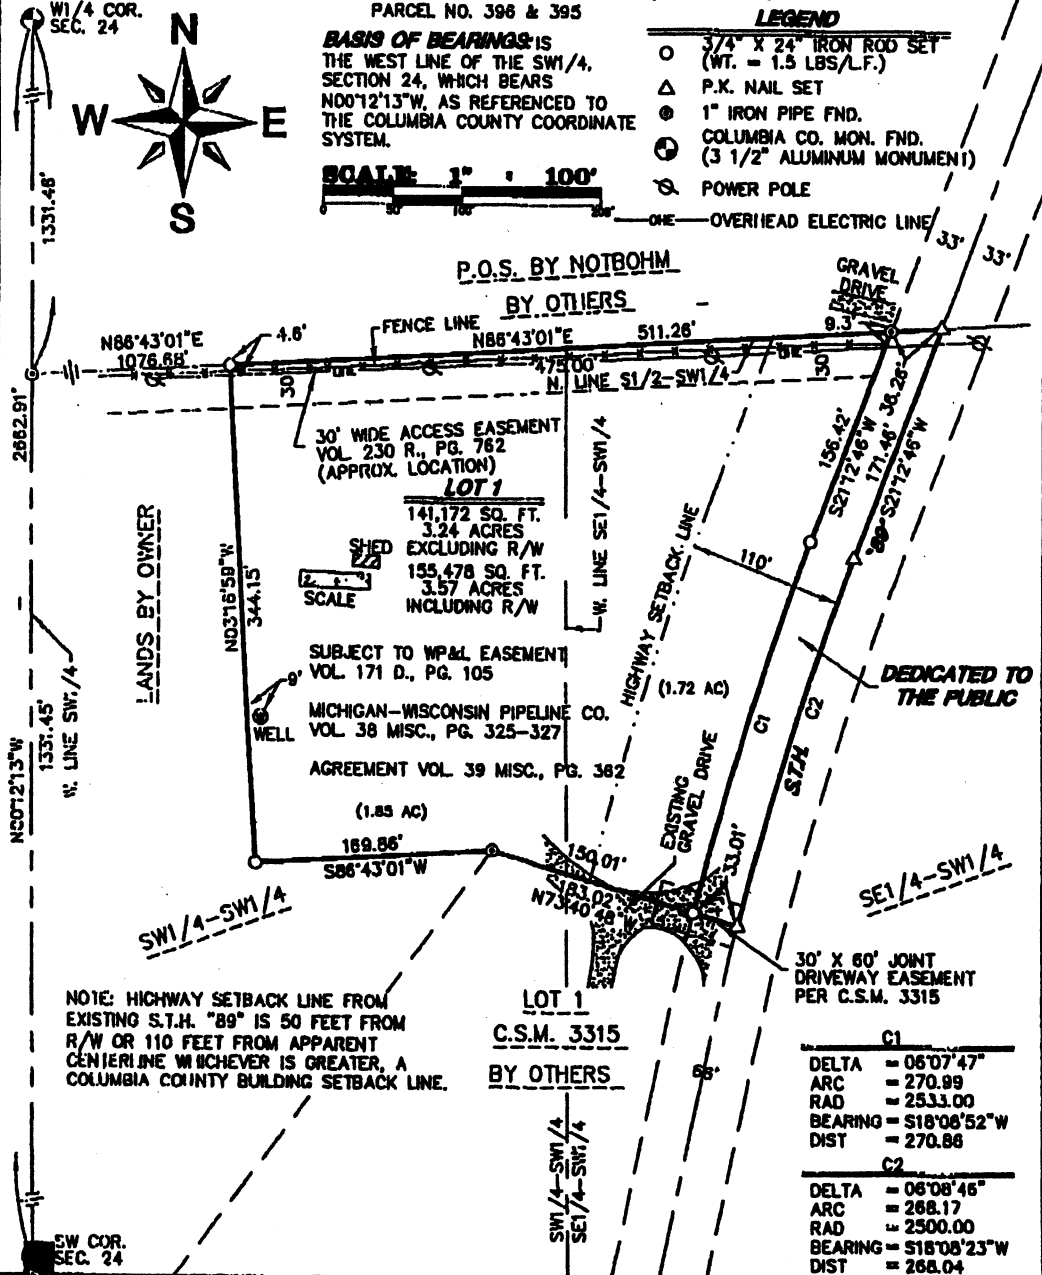 W1/4 COR.
SEC. 24
N
W
E
S
PARCEL NO. 396 & 395
BASIS OF BEARINGS: IS
THE WEST LINE OF THE SW1/4,
SECTION 24, WHICH BEARS
N00°12'13"W, AS REFERENCED TO
THE COLUMBIA COUNTY COORDINATE
SYSTEM.
SCALE: 1" : 100'
0 50 100 200'
LEGEND
3/4" X 24" IRON ROD SET
(WT. = 1.5 LBS/L.F.)
P.K. NAIL SET
1" IRON PIPE FND.
COLUMBIA CO. MON. FND.
(3 1/2" ALUMINUM MONUMENT)
POWER POLE
OHE OVERHEAD ELECTRIC LINE
33' 33'
1331.46'
P.O.S. BY NOTBOHM
BY OTHERS
GRAVEL
DRIVE
N86°43'01"E
1076.68'
4.6'
FENCE LINE
N86°43'01"E
511.26'
9.3'
475.00'
N. LINE S1/2-SW1/4
OHE
OHE
30'
30'
2662.91'
30' WIDE ACCESS EASEMENT
VOL 230 R., PG. 762
(APPROX. LOCATION)
156.42'
S21°12'46"W
36.26'
171.46'
S21°12'46"W
"89"
LOT 1
141,172 SQ. FT.
3.24 ACRES
EXCLUDING R/W
155,478 SQ. FT.
3.57 ACRES
INCLUDING R/W
SHED
SCALE
W. LINE SE1/4-SW1/4
HIGHWAY SETBACK LINE
110'
LANDS BY OWNER
N03°16'59"W
344.15'
SUBJECT TO WP&L EASEMENT
VOL 171 D., PG. 105
9'
WELL
MICHIGAN-WISCONSIN PIPELINE CO.
VOL 38 MISC., PG. 325-327
AGREEMENT VOL 39 MISC., PG. 362
(1.72 AC)
(1.85 AC)
DEDICATED TO
THE PUBLIC
C1
C2
S.T.H.
N00°12'13"W
1331.45'
W. LINE SW1/4
EXISTING
GRAVEL DRIVE
169.86'
S86°43'01"W
150.01'
183.02
N73°40'48"
33.01'
SW1/4-SW1/4
SE1/4-SW1/4
30' X 60' JOINT
DRIVEWAY EASEMENT
PER C.S.M. 3315
NOTE: HIGHWAY SETBACK LINE FROM
EXISTING S.T.H. "89" IS 50 FEET FROM
R/W OR 110 FEET FROM APPARENT
CENTERLINE WHICHEVER IS GREATER, A
COLUMBIA COUNTY BUILDING SETBACK LINE.
LOT 1
C.S.M. 3315
BY OTHERS
66'
SW1/4-SW1/4
SE1/4-SW1/4
C1
DELTA = 06°07'47"
ARC = 270.99
RAD = 2533.00
BEARING = S18°08'52"W
DIST = 270.86
C2
DELTA = 06°08'46"
ARC = 268.17
RAD = 2500.00
BEARING = S18°08'23"W
DIST = 268.04
SW COR.
SEC. 24